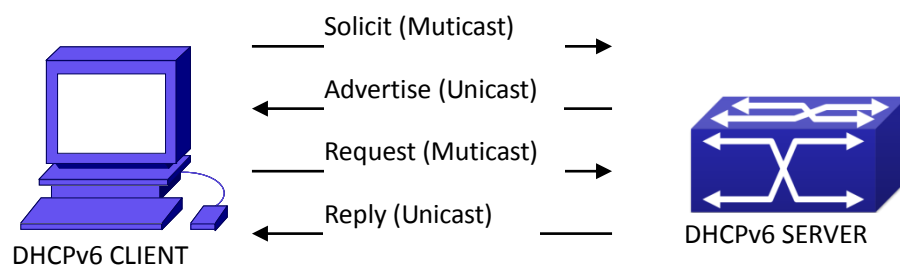 Solicit (Muticast)
Advertise (Unicast)
Request (Muticast)
Reply (Unicast)
DHCPv6 CLIENT
DHCPv6 SERVER